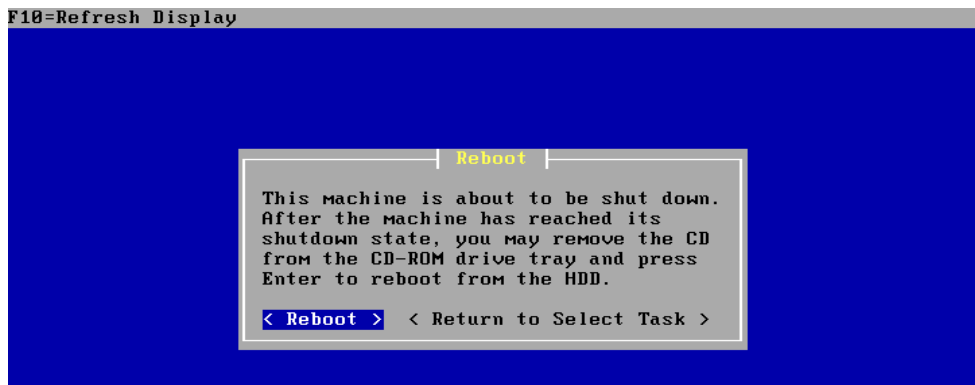 F10=Refresh Display
Reboot
This machine is about to be shut down.
After the machine has reached its
shutdown state, you may remove the CD
from the CD-ROM drive tray and press
Enter to reboot from the HDD.
< Reboot > < Return to Select Task >